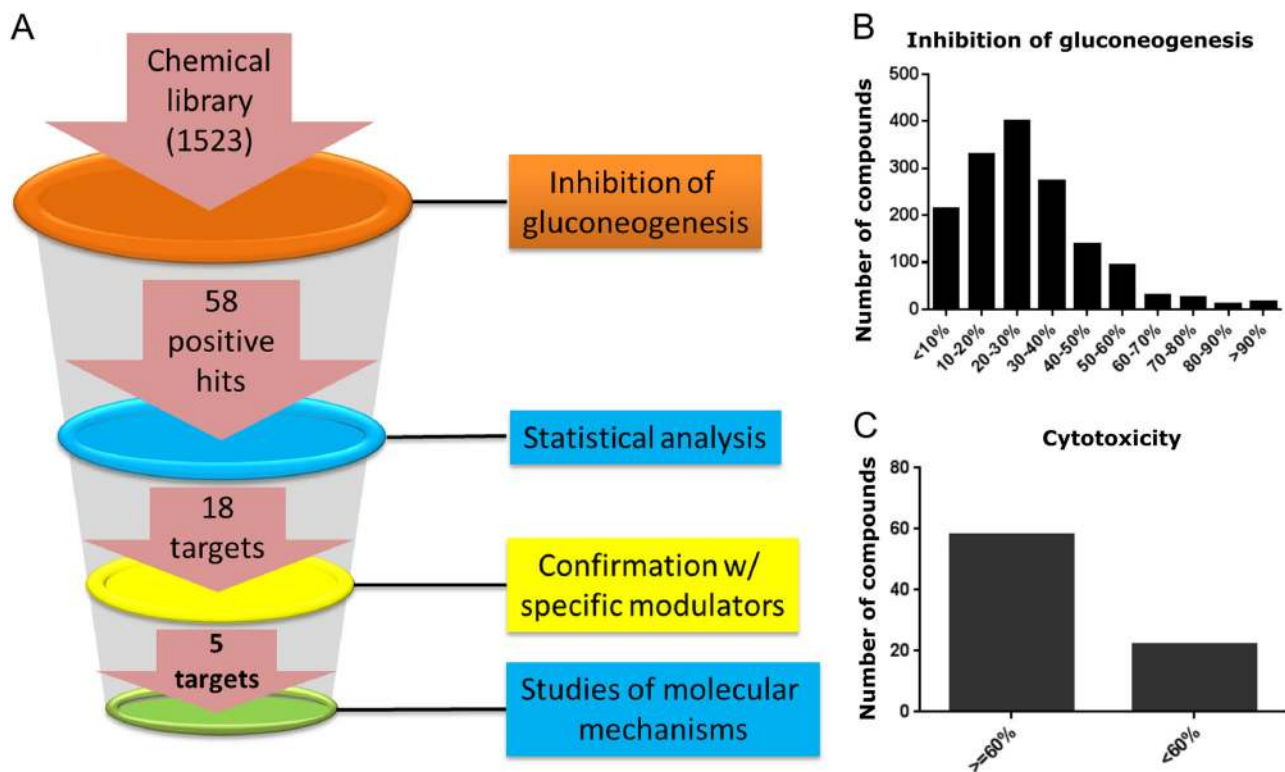 A
Chemical
library
(1523)
Inhibition of
gluconeogenesis
58
positive
hits
Statistical analysis
18
targets
Confirmation w/
specific modulators
5
targets
Studies of molecular
mechanisms
B
Inhibition of gluconeogenesis
Number of compounds
500
400
300
200
100
0
<10%
10-20%
20-30%
30-40%
40-50%
50-60%
60-70%
70-80%
80-90%
>90%
C
Cytotoxicity
Number of compounds
80
60
40
20
0
>=60%
<60%